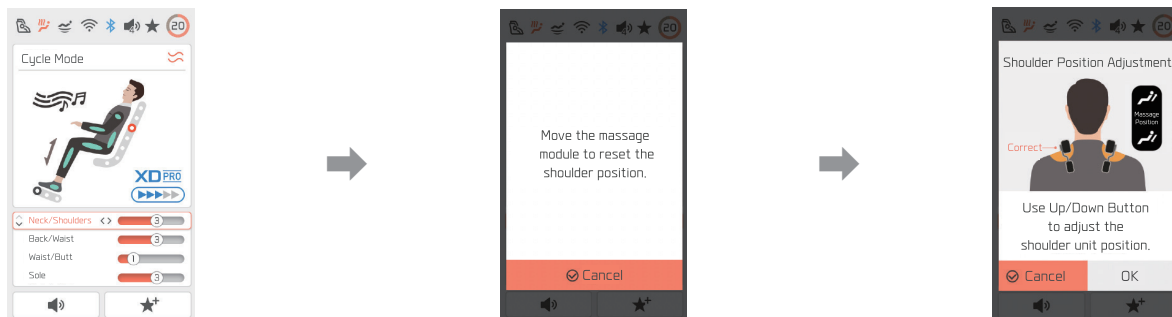 20
Cycle Mode
XD PRO
Neck/Shoulders 3
Back/Waist 3
Waist/Butt 1
Sole 3
20
Move the massage
module to reset the
shoulder position.
Cancel
20
Shoulder Position Adjustment
Massage
Position
Correct
Use Up/Down Button
to adjust the
shoulder unit position.
Cancel OK